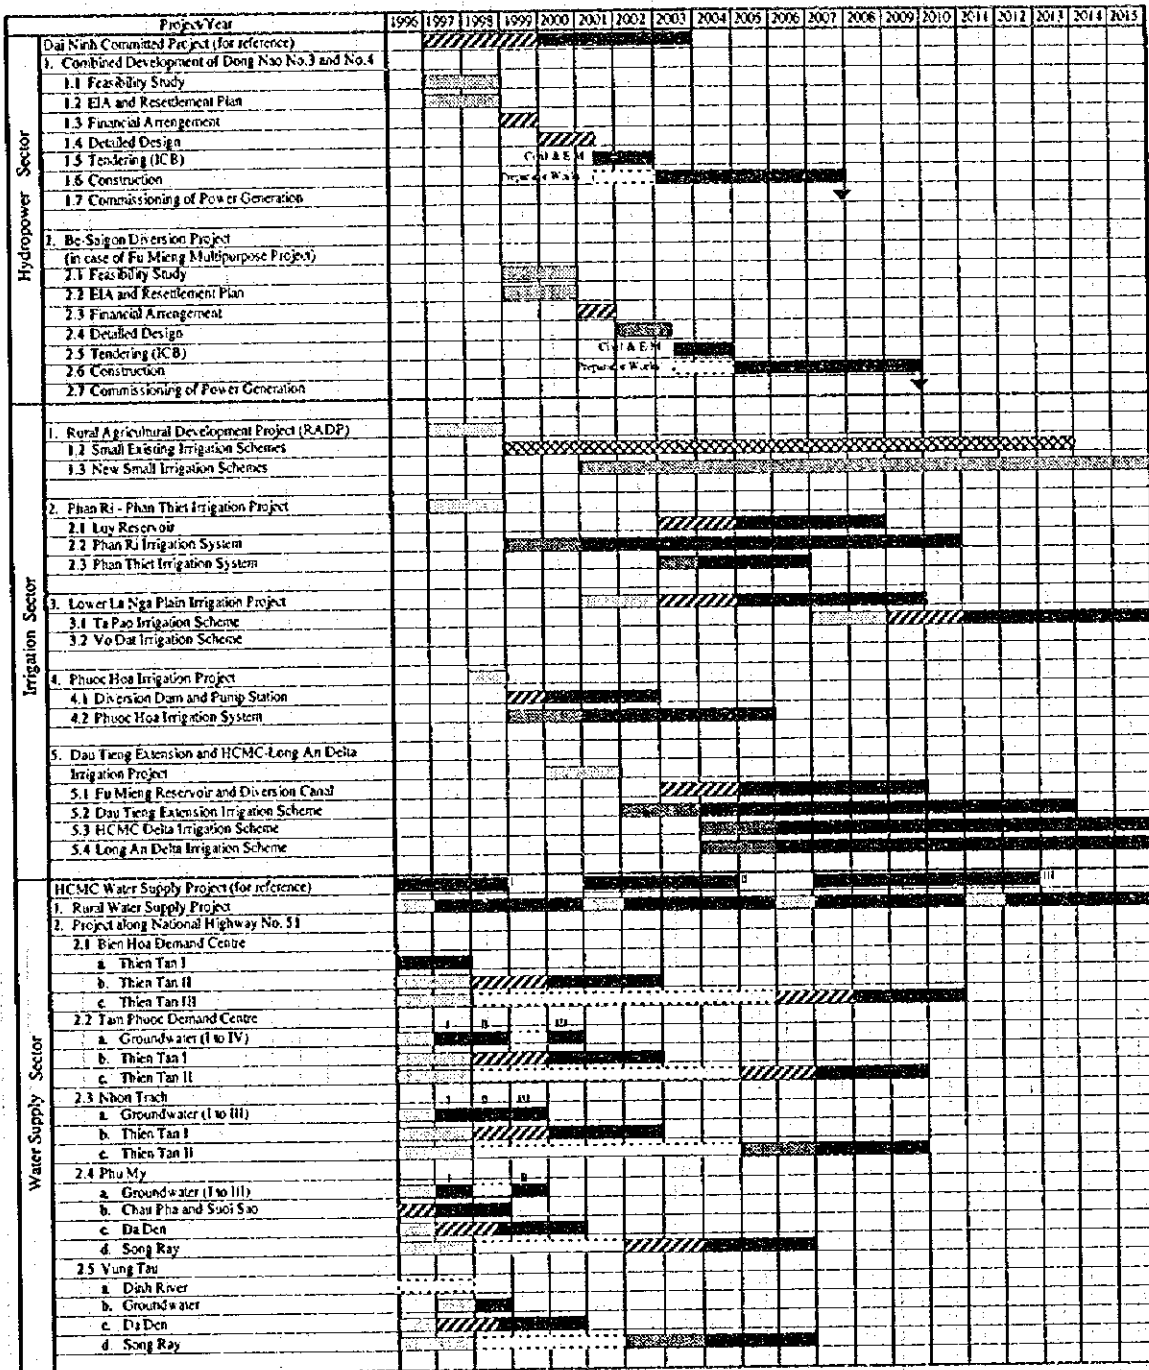 Project/Year 1996 1997 1998 1999 2000 2001 2002 2003 2004 2005 2006 2007 2008 2009 2010 2011 2012 2013 2014 2015
Hydropower Sector
Dai Ninh Committed Project (for reference)
1. Combined Development of Dong Nao No.3 and No.4
1.1 Feasibility Study
1.2 EIA and Resettlement Plan
1.3 Financial Arrengement
1.4 Detailed Design
1.5 Tendering (ICB) & E/M
1.6 Construction Works
1.7 Commissioning of Power Generation
2. Be-Saigon Diversion Project
(in case of Fu Mieng Multipurpose Project)
2.1 Feasibility Study
2.2 EIA and Resettlement Plan
2.3 Financial Arrengement
2.4 Detailed Design
2.5 Tendering (ICB) & E/M
2.6 Construction Works
2.7 Commissioning of Power Generation
Irrigation Sector
1. Rural Agricultural Development Project (RADP)
1.2 Small Existing Irrigation Schemes
1.3 New Small Irrigation Schemes
2. Phan Ri - Phan Thiet Irrigation Project
2.1 Luy Reservoir
2.2 Phan Ri Irrigation System
2.3 Phan Thiet Irrigation System
3. Lower La Nga Plain Irrigation Project
3.1 Ta Pao Irrigation Scheme
3.2 Vo Dat Irrigation Scheme
4. Phuoc Hoa Irrigation Project
4.1 Diversion Dam and Pump Station
4.2 Phuoc Hoa Irrigation System
5. Dau Tieng Extension and HCMC-Long An Delta
Irrigation Project
5.1 Fu Mieng Reservoir and Diversion Canal
5.2 Dau Tieng Extension Irrigation Scheme
5.3 HCMC Delta Irrigation Scheme
5.4 Long An Delta Irrigation Scheme
Water Supply Sector
HCMC Water Supply Project (for reference) II III
1. Rural Water Supply Project
2. Project along National Highway No. 51
2.1 Bien Hoa Demand Centre
a. Thien Tan I
b. Thien Tan II
c. Thien Tan III
2.2 Tam Phuoc Demand Centre I II III
a. Groundwater (I to IV)
b. Thien Tan I
c. Thien Tan II
2.3 Nhon Trach I II III
a. Groundwater (I to III)
b. Thien Tan I
c. Thien Tan II
2.4 Phu My I II
a. Groundwater (I to III)
b. Chau Pha and Suoi Sao
c. Da Den
d. Song Ray
2.5 Vung Tau
a. Dinh River
b. Groundwater
c. Da Den
d. Song Ray